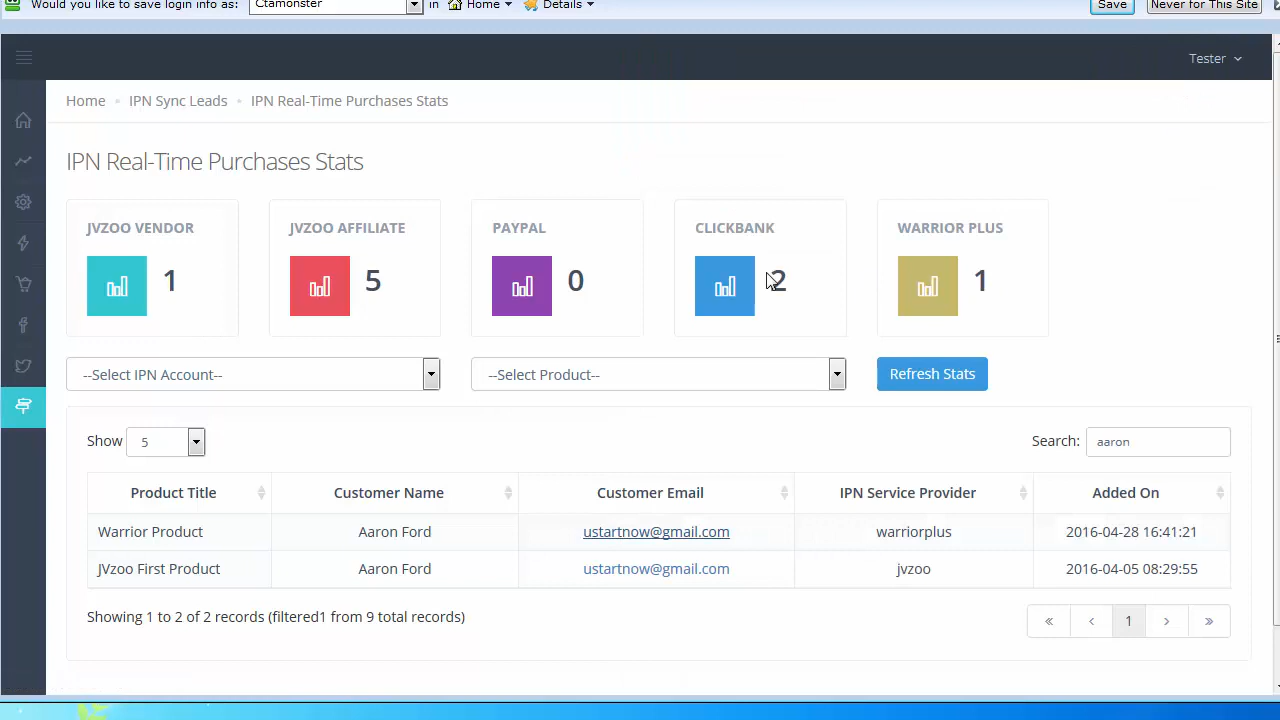 Would you like to save login info as: Ctamonster in Home Details Save Never for This Site
Tester
Home IPN Sync Leads IPN Real-Time Purchases Stats
IPN Real-Time Purchases Stats
JVZOO VENDOR
1
JVZOO AFFILIATE
5
PAYPAL
0
CLICKBANK
2
WARRIOR PLUS
1
--Select IPN Account-- --Select Product-- Refresh Stats
Show 5 Search: aaron
Product Title Customer Name Customer Email IPN Service Provider Added On
Warrior Product Aaron Ford ustartnow@gmail.com warriorplus 2016-04-28 16:41:21
JVzoo First Product Aaron Ford ustartnow@gmail.com jvzoo 2016-04-05 08:29:55
Showing 1 to 2 of 2 records (filtered1 from 9 total records) « ‹ 1 › »